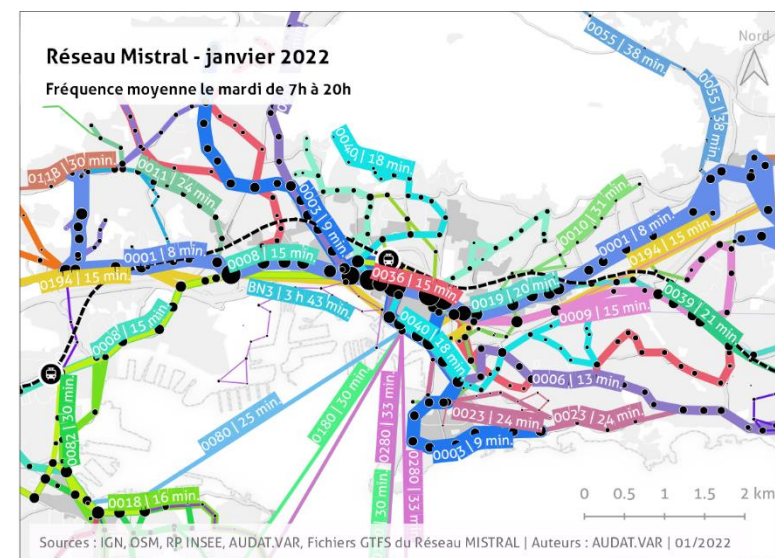 Réseau Mistral - janvier 2022
Fréquence moyenne le mardi de 7h à 20h
Nord
0055 | 38 min.
0055 | 38 min.
004q | 18 min.
011B | 30 min.
0011 | 24 min.
0003 | 9 min.
0010 | 31 min.
0001 | 8 min.
0001 | 8 min.
0008 | 15 min.
0194 | 15 min.
0194 | 15 min.
0036 | 15 min.
BN3 | 3 h 43 min.
0019 | 20 min.
0039 | 21 min.
0009 | 15 min.
0008 | 15 min.
0040 | 18 min.
0006 | 13 min.
0082 | 30 min.
0080 | 25 min.
0180 | 30 min.
0280 | 33 min.
0023 | 24 min.
0023 | 24 min.
0003 | 9 min.
0280 | 33 min.
30 min.
0018 | 16 min.
0 0.5 1 1.5 2 km
Sources : IGN, OSM, RP INSEE, AUDAT.VAR, Fichiers GTFS du Réseau MISTRAL | Auteurs : AUDAT.VAR | 01/2022